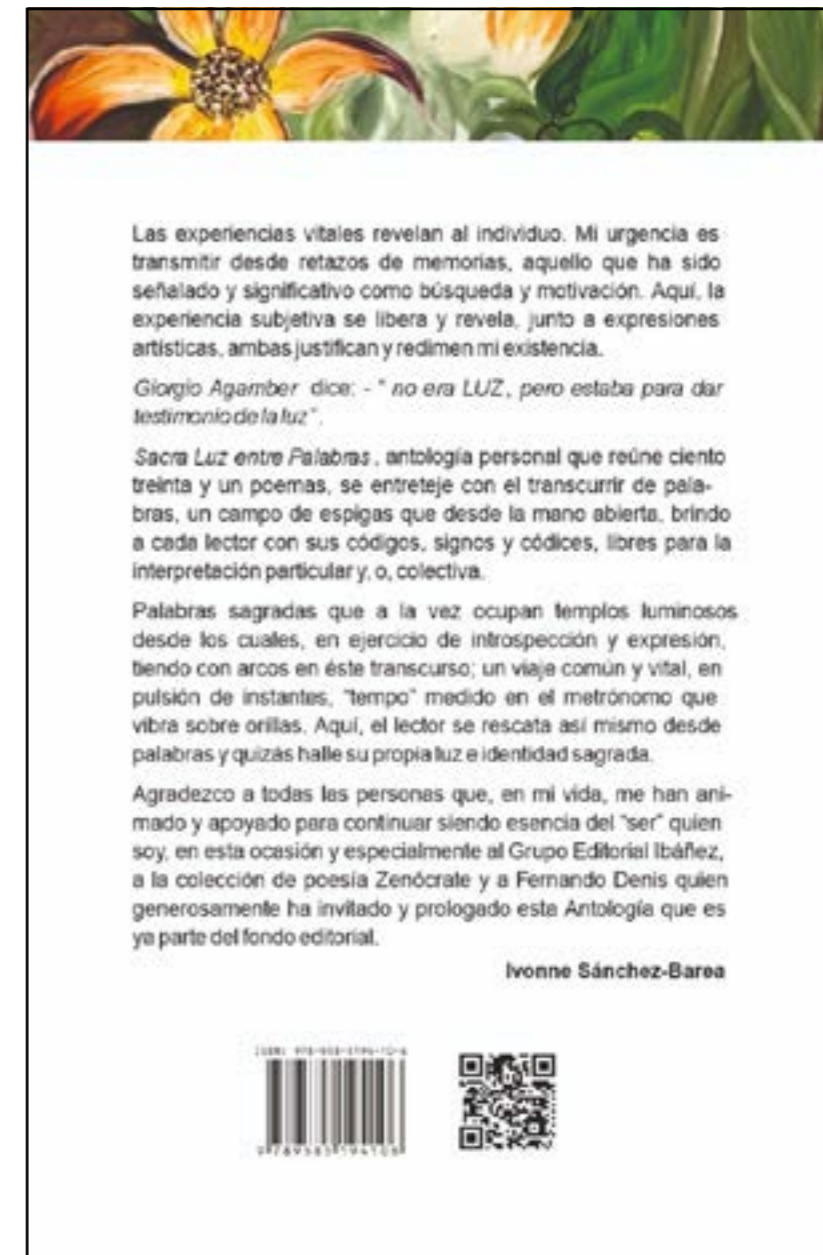 Las experiencias vitales revelan al individuo. Mi urgencia es
transmitir desde retazos de memorias, aquello que ha sido
señalado y significativo como búsqueda y motivación. Aquí, la
experiencia subjetiva se libera y revela, junto a expresiones
artísticas, ambas justifican y redimen mi existencia.
Giorgio Agamber dice: - " no era LUZ, pero estaba para dar
testimonio de la luz".
Sacra Luz entre Palabras, antología personal que reúne ciento
treinta y un poemas, se entreteje con el transcurrir de pala-
bras, un campo de espigas que desde la mano abierta, brindo
a cada lector con sus códigos, signos y códices, libres para la
interpretación particular y, o, colectiva.
Palabras sagradas que a la vez ocupan templos luminosos
desde los cuales, en ejercicio de introspección y expresión,
tiendo con arcos en éste transcurso; un viaje común y vital, en
pulsión de instantes, "tempo" medido en el metrónomo que
vibra sobre orillas. Aquí, el lector se rescata así mismo desde
palabras y quizás halle su propia luz e identidad sagrada.
Agradezco a todas las personas que, en mi vida, me han ani-
mado y apoyado para continuar siendo esencia del "ser" quien
soy, en esta ocasión y especialmente al Grupo Editorial Ibáñez,
a la colección de poesía Zenócrate y a Fernando Denis quien
generosamente ha invitado y prologado esta Antología que es
ya parte del fondo editorial.
Ivonne Sánchez-Barea
ISBN: